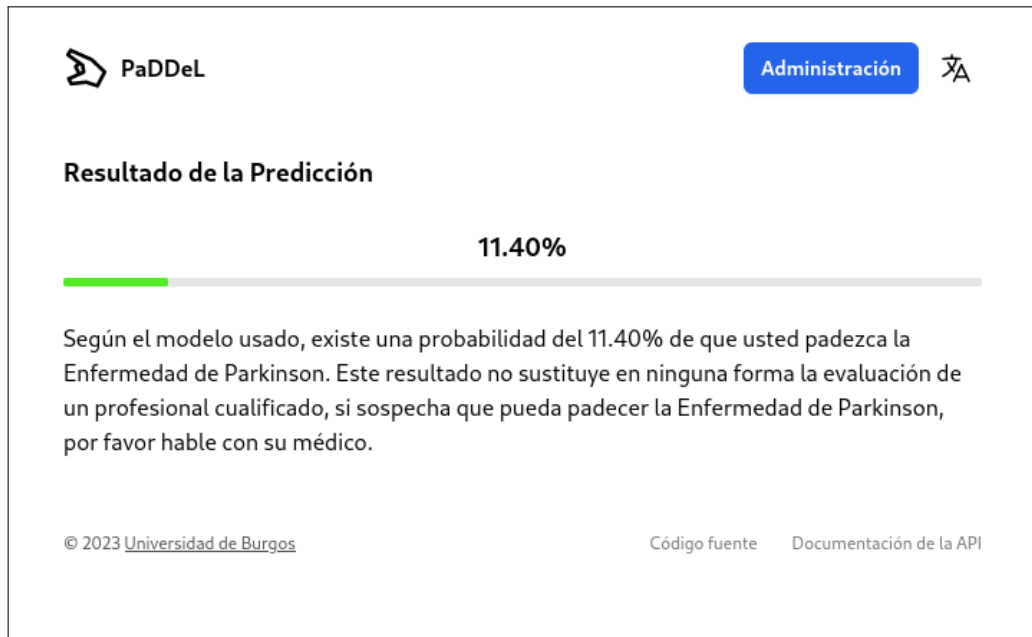 PaDDeL
Administración
Resultado de la Predicción
11.40%
Según el modelo usado, existe una probabilidad del 11.40% de que usted padezca la
Enfermedad de Parkinson. Este resultado no sustituye en ninguna forma la evaluación de
un profesional cualificado, si sospecha que pueda padecer la Enfermedad de Parkinson,
por favor hable con su médico.
© 2023 Universidad de Burgos
Código fuente
Documentación de la API